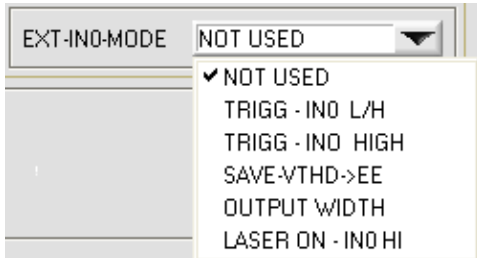 EXT-IN0-MODE NOT USED
NOT USED
TRIGG - IN0 L/H
TRIGG - IN0 HIGH
SAVE-VTHD->EE
OUTPUT WIDTH
LASER ON - IN0 HI